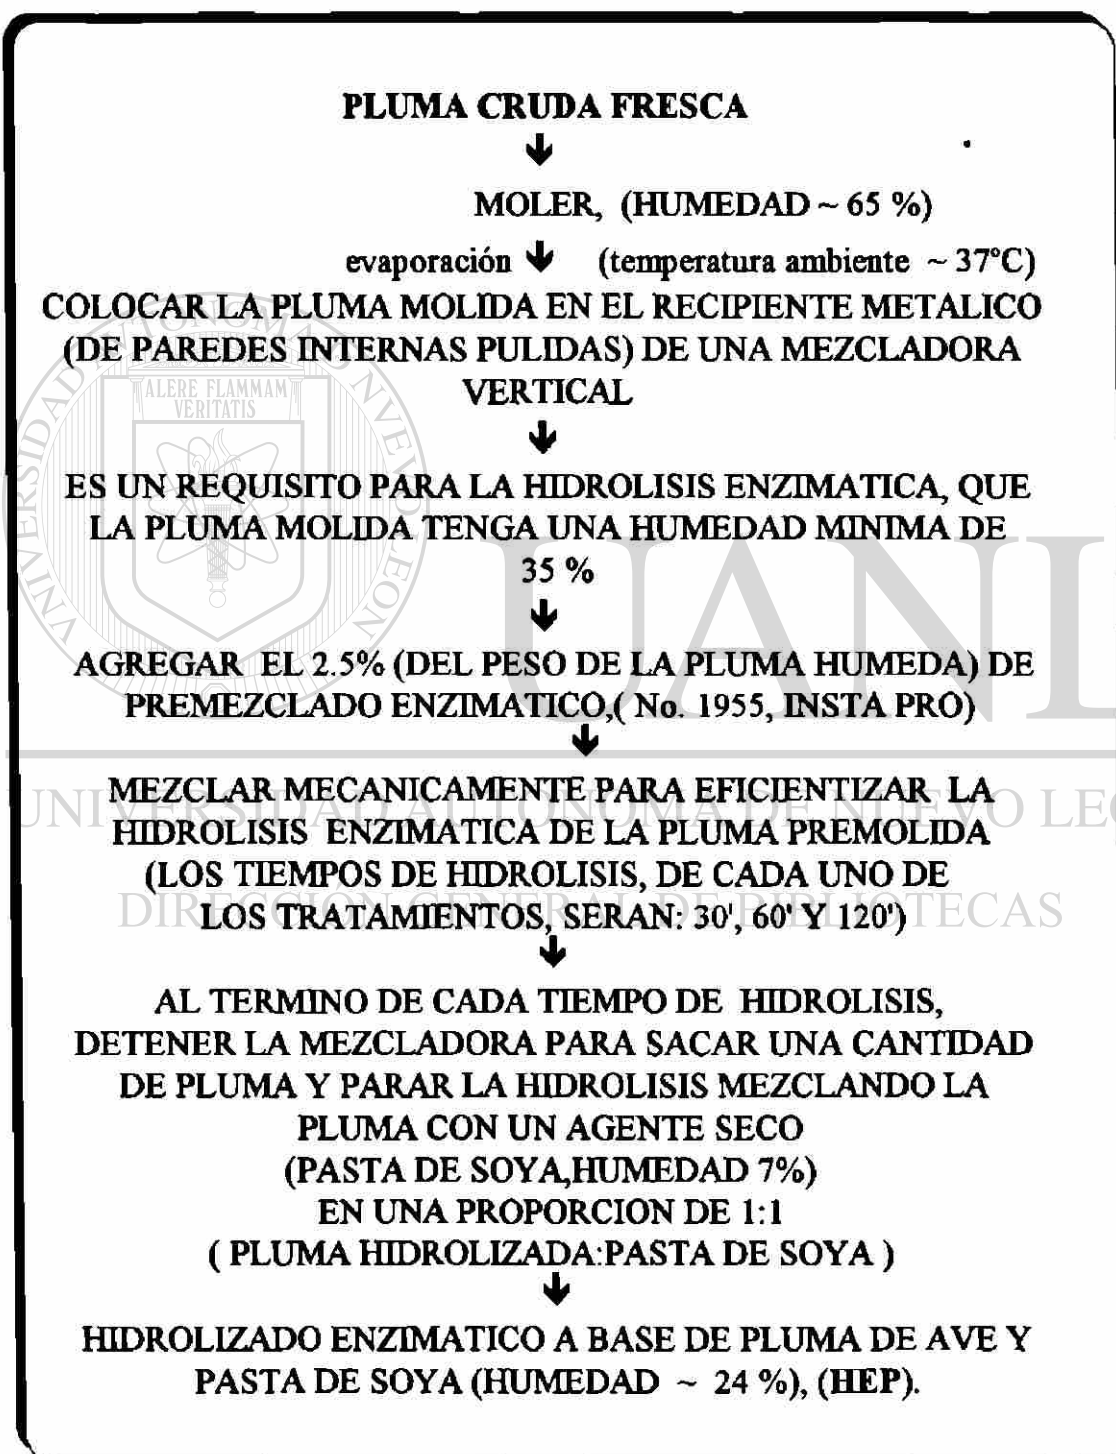 PLUMA CRUDA FRESCA
MOLER, (HUMEDAD ~ 65 %)
evaporación (temperatura ambiente ~ 37°C)
COLOCAR LA PLUMA MOLIDA EN EL RECIPIENTE METALICO
(DE PAREDES INTERNAS PULIDAS) DE UNA MEZCLADORA
VERTICAL
ES UN REQUISITO PARA LA HIDROLISIS ENZIMATICA, QUE
LA PLUMA MOLIDA TENGA UNA HUMEDAD MINIMA DE
35 %
AGREGAR EL 2.5% (DEL PESO DE LA PLUMA HUMEDA) DE
PREMEZCLADO ENZIMATICO,( No. 1955, INSTA PRO)
MEZCLAR MECANICAMENTE PARA EFICIENTIZAR LA
HIDROLISIS ENZIMATICA DE LA PLUMA PREMOLIDA
(LOS TIEMPOS DE HIDROLISIS, DE CADA UNO DE
LOS TRATAMIENTOS, SERAN: 30', 60' Y 120')
AL TERMINO DE CADA TIEMPO DE HIDROLISIS,
DETENER LA MEZCLADORA PARA SACAR UNA CANTIDAD
DE PLUMA Y PARAR LA HIDROLISIS MEZCLANDO LA
PLUMA CON UN AGENTE SECO
(PASTA DE SOYA,HUMEDAD 7%)
EN UNA PROPORCION DE 1:1
( PLUMA HIDROLIZADA:PASTA DE SOYA )
HIDROLIZADO ENZIMATICO A BASE DE PLUMA DE AVE Y
PASTA DE SOYA (HUMEDAD ~ 24 %), (HEP).
UNIVERSIDAD AUTONOMA DE NUEVO LEON
ALERE FLAMMAM
VERITATIS
UANL
UNIVERSIDAD AUTÓNOMA DE NUEVO LEÓ
DIRECCIÓN GENERAL DE BIBLIOTECAS